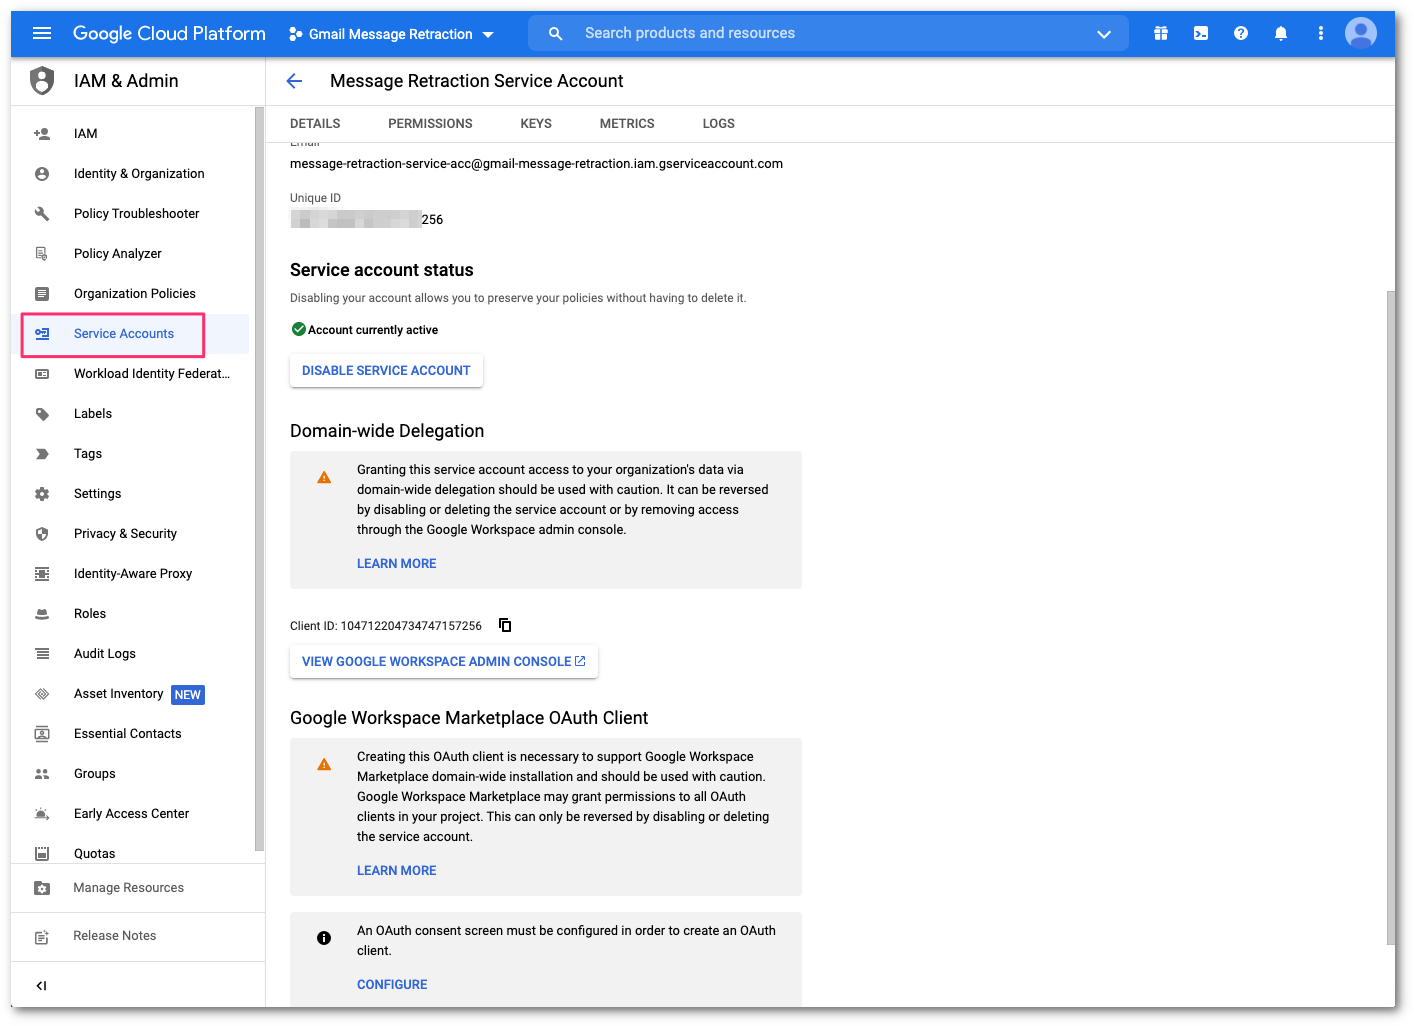 Google Cloud Platform
Gmail Message Retraction
Search products and resources
IAM & Admin
Message Retraction Service Account
DETAILS
PERMISSIONS
KEYS
METRICS
LOGS
IAM
Identity & Organization
Policy Troubleshooter
Policy Analyzer
Organization Policies
Service Accounts
Workload Identity Federat...
Labels
Tags
Settings
Privacy & Security
Identity-Aware Proxy
Roles
Audit Logs
Asset Inventory NEW
Essential Contacts
Groups
Early Access Center
Quotas
Manage Resources
Release Notes
Email
message-retraction-service-acc@gmail-message-retraction.iam.gserviceaccount.com
Unique ID
256
Service account status
Disabling your account allows you to preserve your policies without having to delete it.
Account currently active
DISABLE SERVICE ACCOUNT
Domain-wide Delegation
Granting this service account access to your organization's data via
domain-wide delegation should be used with caution. It can be reversed
by disabling or deleting the service account or by removing access
through the Google Workspace admin console.
LEARN MORE
Client ID: 104712204734747157256
VIEW GOOGLE WORKSPACE ADMIN CONSOLE
Google Workspace Marketplace OAuth Client
Creating this OAuth client is necessary to support Google Workspace
Marketplace domain-wide installation and should be used with caution.
Google Workspace Marketplace may grant permissions to all OAuth
clients in your project. This can only be reversed by disabling or deleting
the service account.
LEARN MORE
An OAuth consent screen must be configured in order to create an OAuth
client.
CONFIGURE